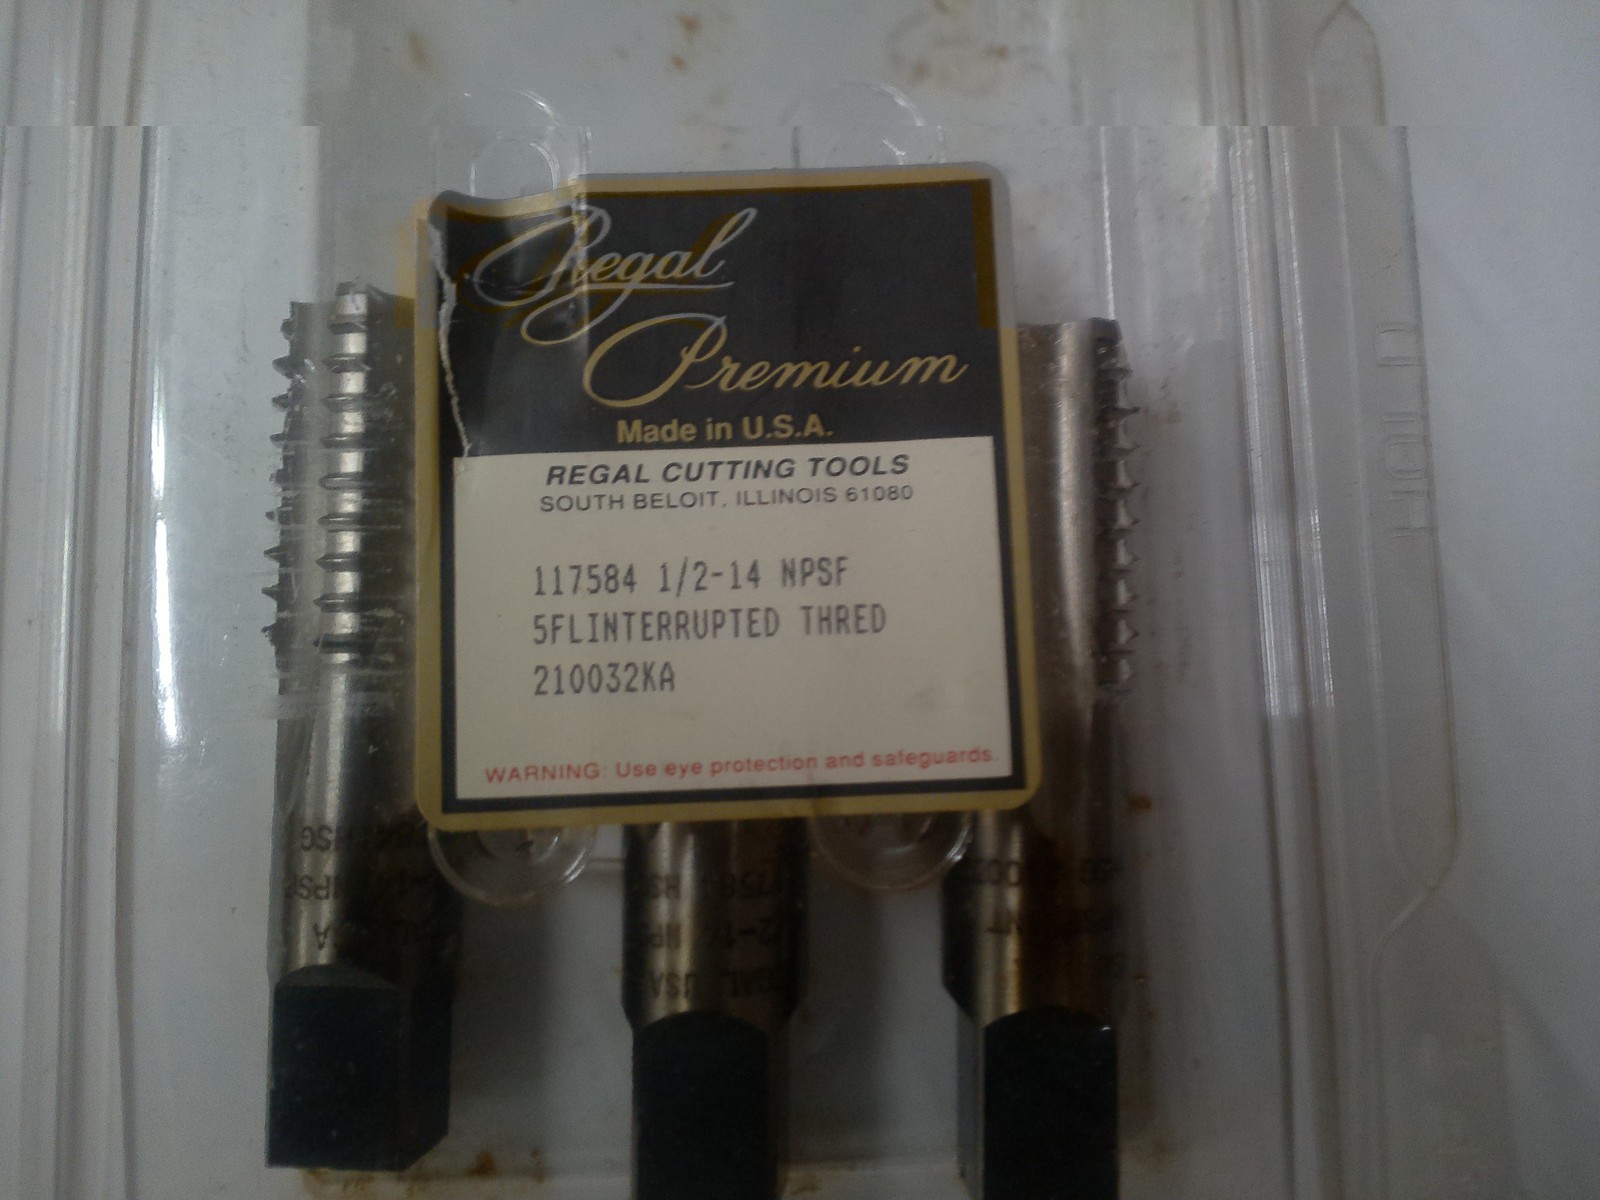 Regal
Premium
Made in U.S.A.
REGAL CUTTING TOOLS
SOUTH BELOIT, ILLINOIS 61080
117584 1/2-14 NPSF
5FLINTERRUPTED THRED
210032KA
WARNING: Use eye protection and safeguards.